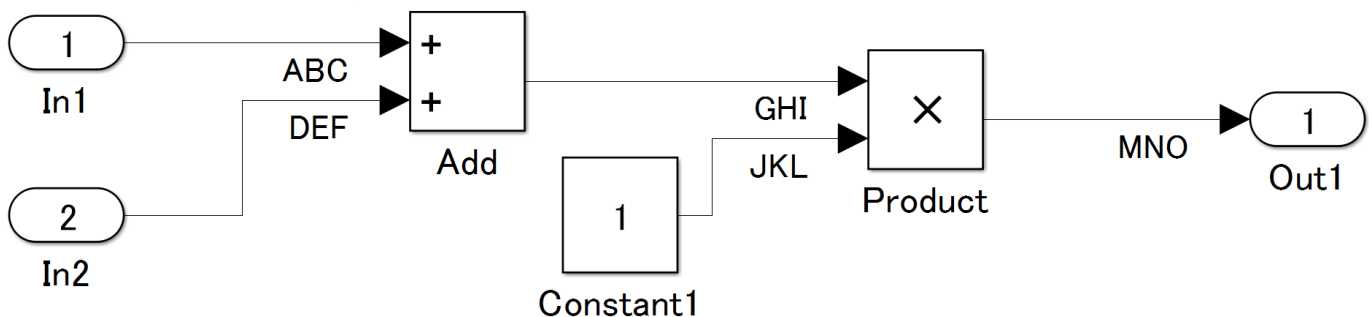 1
In1
ABC
2
In2
DEF
+
+
Add
GHI
1
Constant1
JKL
×
Product
MNO
1
Out1